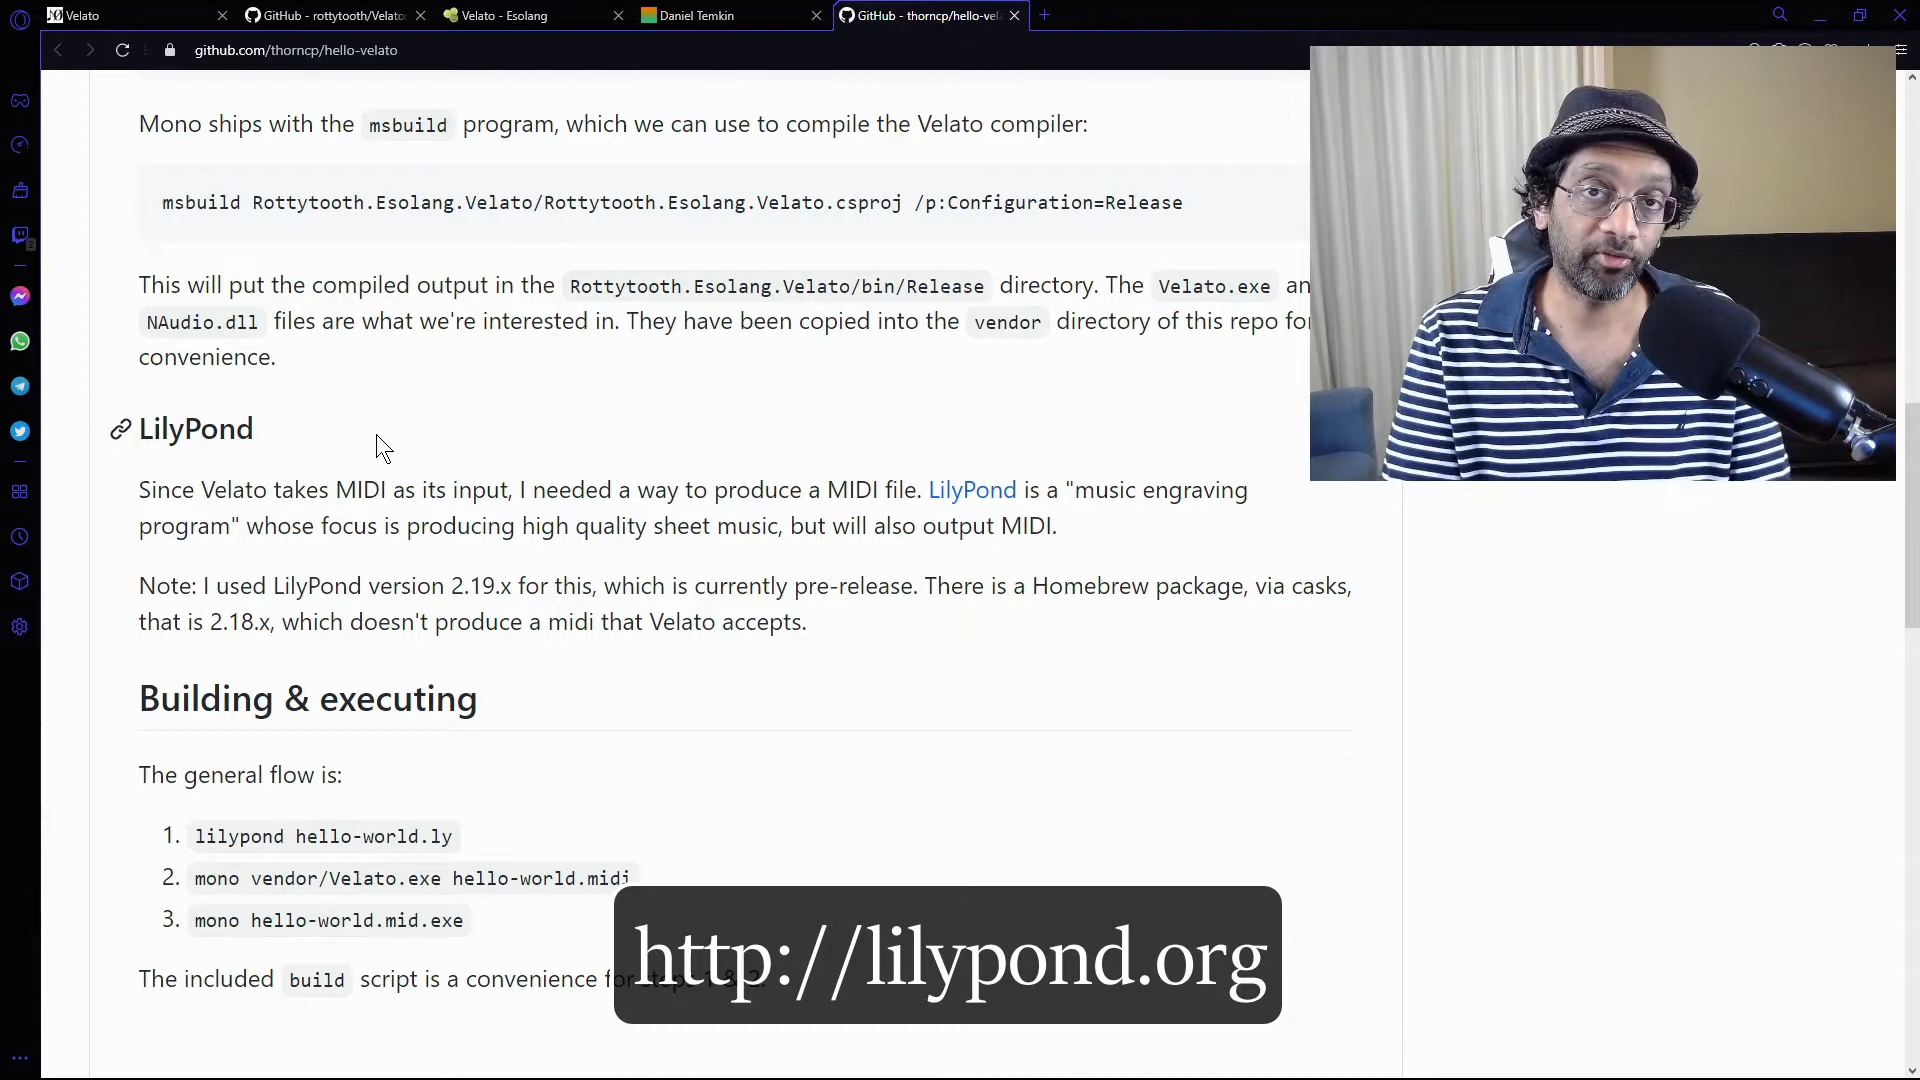 Velato
GitHub - rottytooth/Velato:
Velato - Esolang
Daniel Temkin
GitHub - thorncp/hello-vel
github.com/thorncp/hello-velato
Mono ships with the msbuild program, which we can use to compile the Velato compiler:
msbuild Rottytooth.Esolang.Velato/Rottytooth.Esolang.Velato.csproj /p:Configuration=Release
This will put the compiled output in the Rottytooth.Esolang.Velato/bin/Release directory. The Velato.exe an
NAudio.dll files are what we're interested in. They have been copied into the vendor directory of this repo for
convenience.
LilyPond
Since Velato takes MIDI as its input, I needed a way to produce a MIDI file. LilyPond is a "music engraving
program" whose focus is producing high quality sheet music, but will also output MIDI.
Note: I used LilyPond version 2.19.x for this, which is currently pre-release. There is a Homebrew package, via casks,
that is 2.18.x, which doesn't produce a midi that Velato accepts.
Building & executing
The general flow is:
1. lilypond hello-world.ly
2. mono vendor/Velato.exe hello-world.midi
3. mono hello-world.mid.exe
The included build script is a convenience for steps 1 & 2.
http://lilypond.org